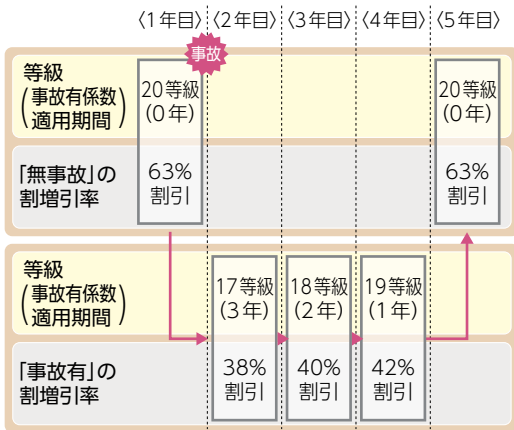 〈1年目〉 〈2年目〉 〈3年目〉 〈4年目〉 〈5年目〉
事故
等級
(事故有係数
適用期間)
20等級
(0年)
20等級
(0年)
「無事故」の
割増引率
63%
割引
63%
割引
等級
(事故有係数
適用期間)
17等級
(3年)
18等級
(2年)
19等級
(1年)
「事故有」の
割増引率
38%
割引
40%
割引
42%
割引